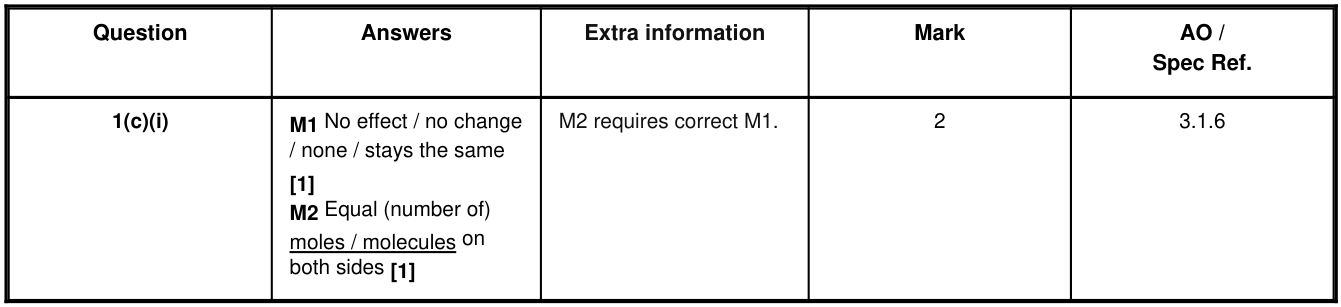 Question
Answers
Extra information
Mark
AO /
Spec Ref.
1(c)(i)
M1 No effect / no change
/ none / stays the same
[1]
M2 Equal (number of)
moles / molecules on
both sides [1]
M2 requires correct M1.
2
3.1.6